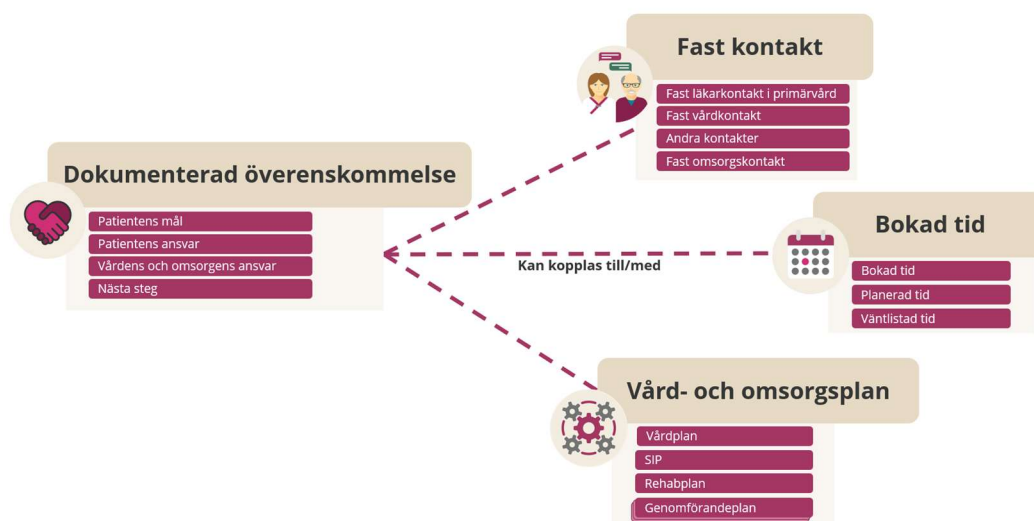 Fast kontakt
Fast läkarkontakt i primärvård
Fast vårdkontakt
Andra kontakter
Fast omsorgskontakt
Dokumenterad överenskommelse
Patientens mål
Patientens ansvar
Vårdens och omsorgens ansvar
Nästa steg
Kan kopplas till/med
Bokad tid
Bokad tid
Planerad tid
Väntlistad tid
Vård- och omsorgsplan
Vårdplan
SIP
Rehabplan
Genomförandeplan